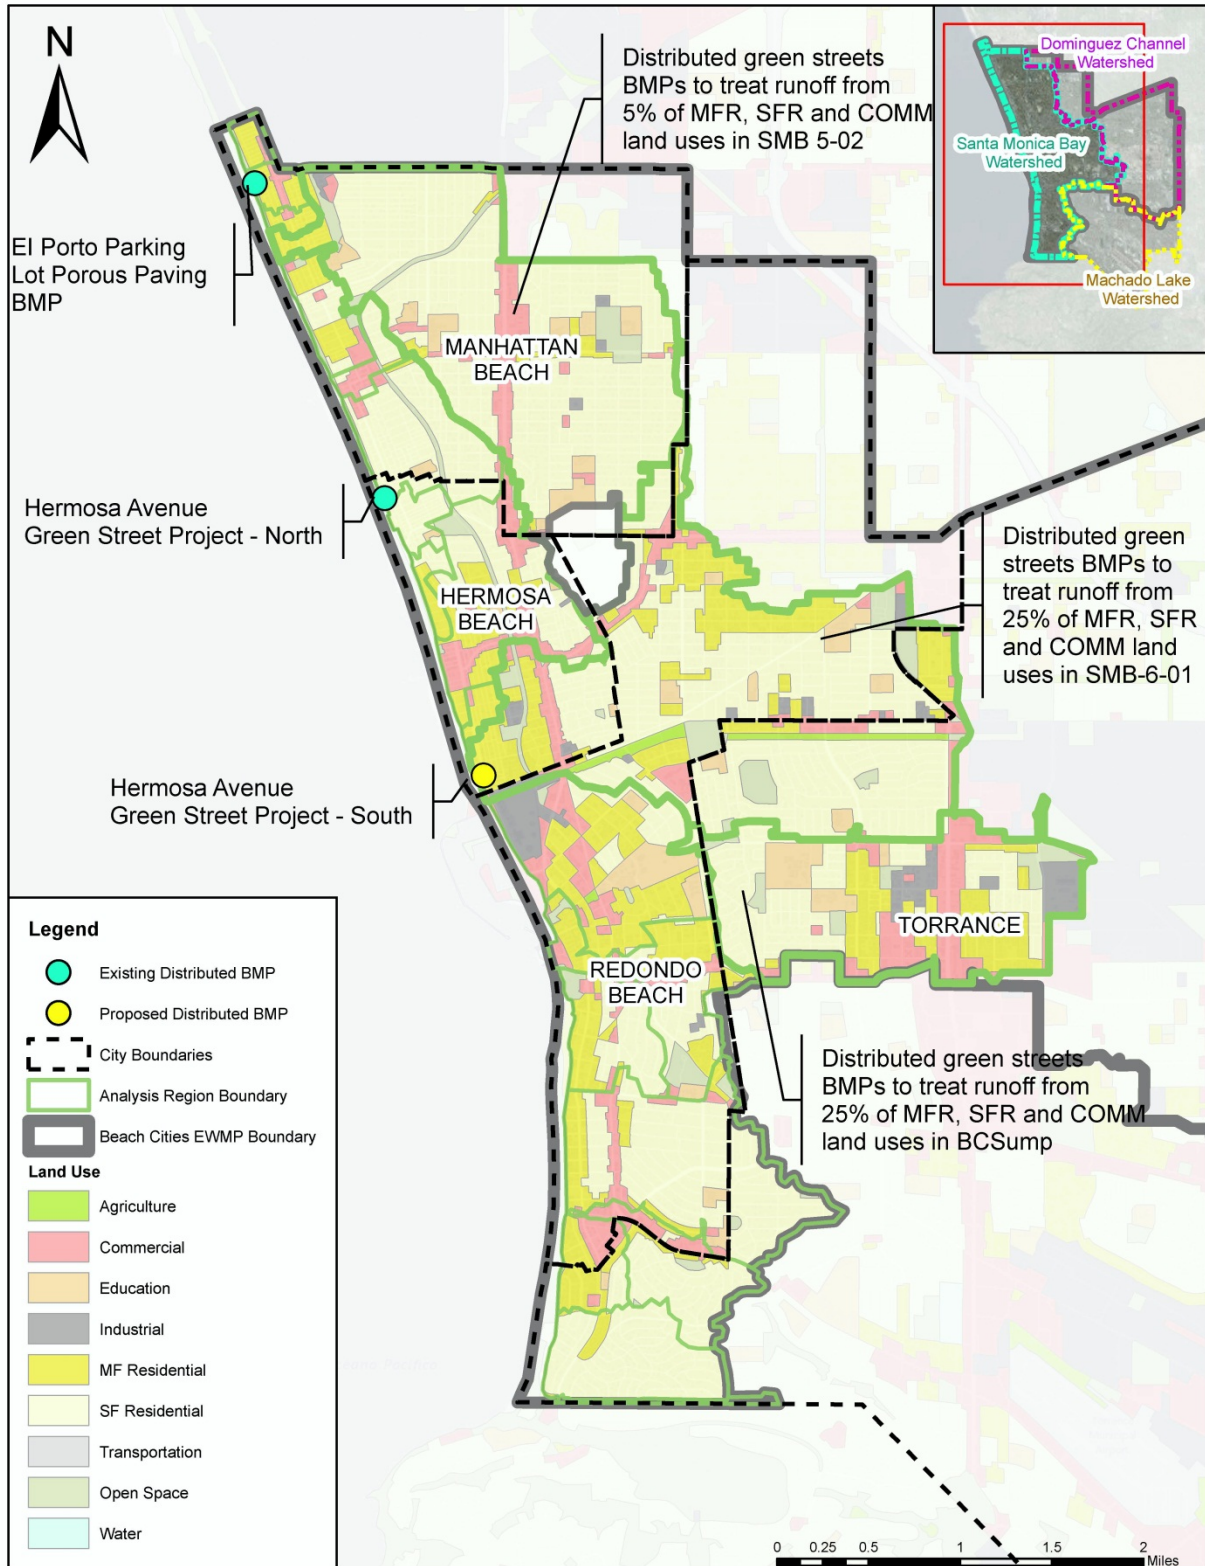 N
Distributed green streets
BMPs to treat runoff from
5% of MFR, SFR and COMM
land uses in SMB 5-02
Dominguez Channel
Watershed
Santa Monica Bay
Watershed
Machado Lake
Watershed
El Porto Parking
Lot Porous Paving
BMP
MANHATTAN
BEACH
Hermosa Avenue
Green Street Project - North
HERMOSA
BEACH
Distributed green
streets BMPs to
treat runoff from
25% of MFR, SFR
and COMM land
uses in SMB-6-01
Hermosa Avenue
Green Street Project - South
TORRANCE
REDONDO
BEACH
Distributed green streets
BMPs to treat runoff from
25% of MFR, SFR and COMM
land uses in BCSump
Legend
Existing Distributed BMP
Proposed Distributed BMP
City Boundaries
Analysis Region Boundary
Beach Cities EWMP Boundary
Land Use
Agriculture
Commercial
Education
Industrial
MF Residential
SF Residential
Transportation
Open Space
Water
0 0.25 0.5 1 1.5 2
Miles